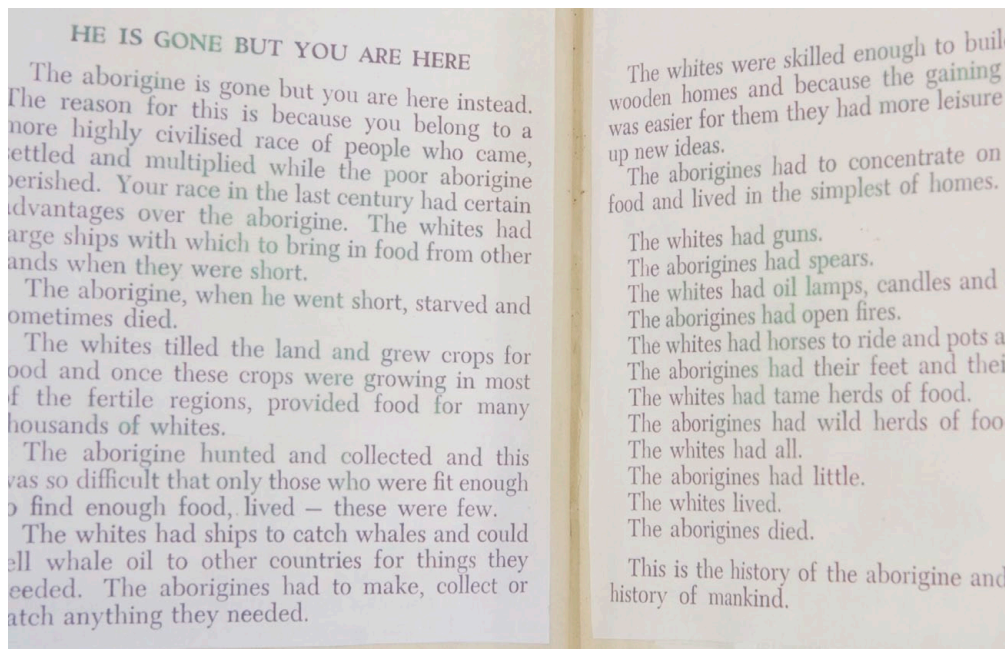 HE IS GONE BUT YOU ARE HERE
The aborigine is gone but you are here instead.
The reason for this is because you belong to a
more highly civilised race of people who came,
settled and multiplied while the poor aborigine
perished. Your race in the last century had certain
advantages over the aborigine. The whites had
large ships with which to bring in food from other
lands when they were short.
The aborigine, when he went short, starved and
sometimes died.
The whites tilled the land and grew crops for
food and once these crops were growing in most
of the fertile regions, provided food for many
thousands of whites.
The aborigine hunted and collected and this
was so difficult that only those who were fit enough
to find enough food, lived — these were few.
The whites had ships to catch whales and could
sell whale oil to other countries for things they
needed. The aborigines had to make, collect or
catch anything they needed.
The whites were skilled enough to build
wooden homes and because the gaining
was easier for them they had more leisure
up new ideas.
The aborigines had to concentrate on
food and lived in the simplest of homes.
The whites had guns.
The aborigines had spears.
The whites had oil lamps, candles and
The aborigines had open fires.
The whites had horses to ride and pots
The aborigines had their feet and
The whites had tame herds of food.
The aborigines had wild herds of food
The whites had all.
The aborigines had little.
The whites lived.
The aborigines died.
This is the history of the aborigine and
history of mankind.